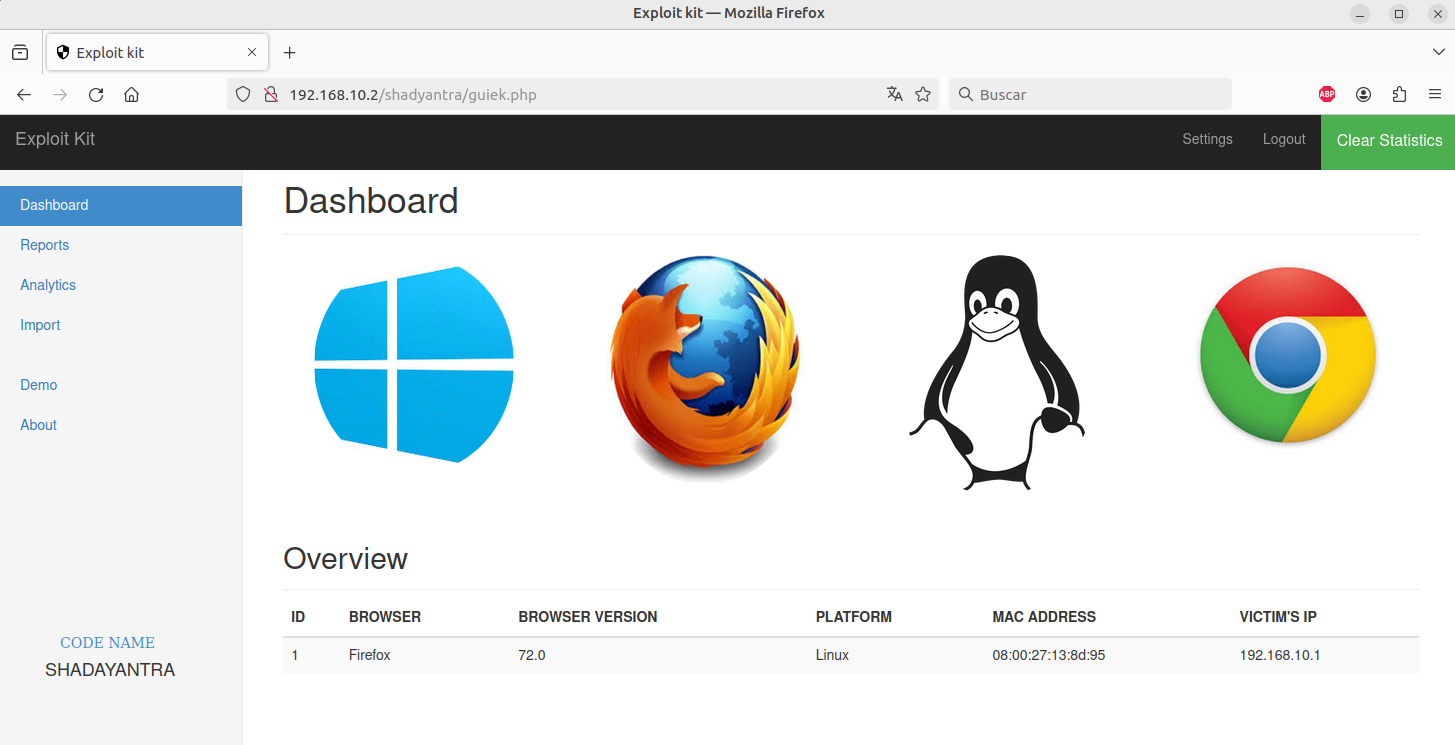 Exploit kit — Mozilla Firefox
Exploit kit
192.168.10.2/shadyantra/guiek.php
Buscar
ABP
Exploit Kit
Settings
Logout
Clear Statistics
Dashboard
Reports
Analytics
Import
Demo
About
CODE NAME
SHADAYANTRA
Dashboard
Overview
ID BROWSER BROWSER VERSION PLATFORM MAC ADDRESS VICTIM'S IP
1 Firefox 72.0 Linux 08:00:27:13:8d:95 192.168.10.1